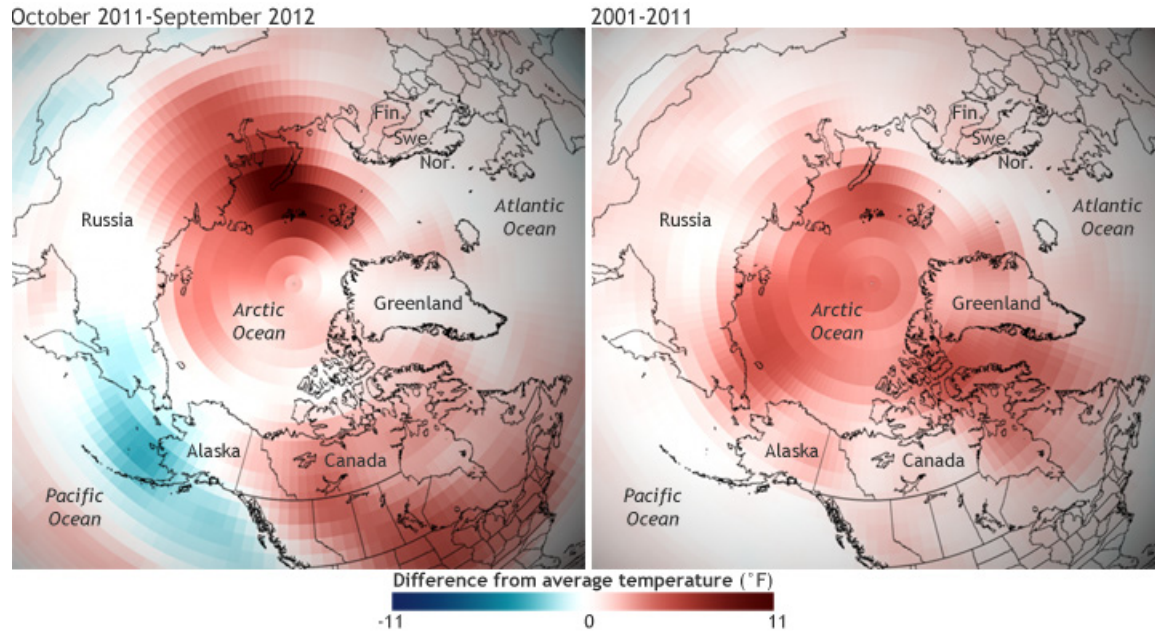 October 2011-September 2012
2001-2011
Fin.
Swe.
Nor.
Russia
Atlantic
Ocean
Greenland
Arctic
Ocean
Alaska
Canada
Pacific
Ocean
Fin.
Swe.
Nor.
Russia
Atlantic
Ocean
Greenland
Arctic
Ocean
Alaska
Canada
Pacific
Ocean
Difference from average temperature (°F)
-11 0 11